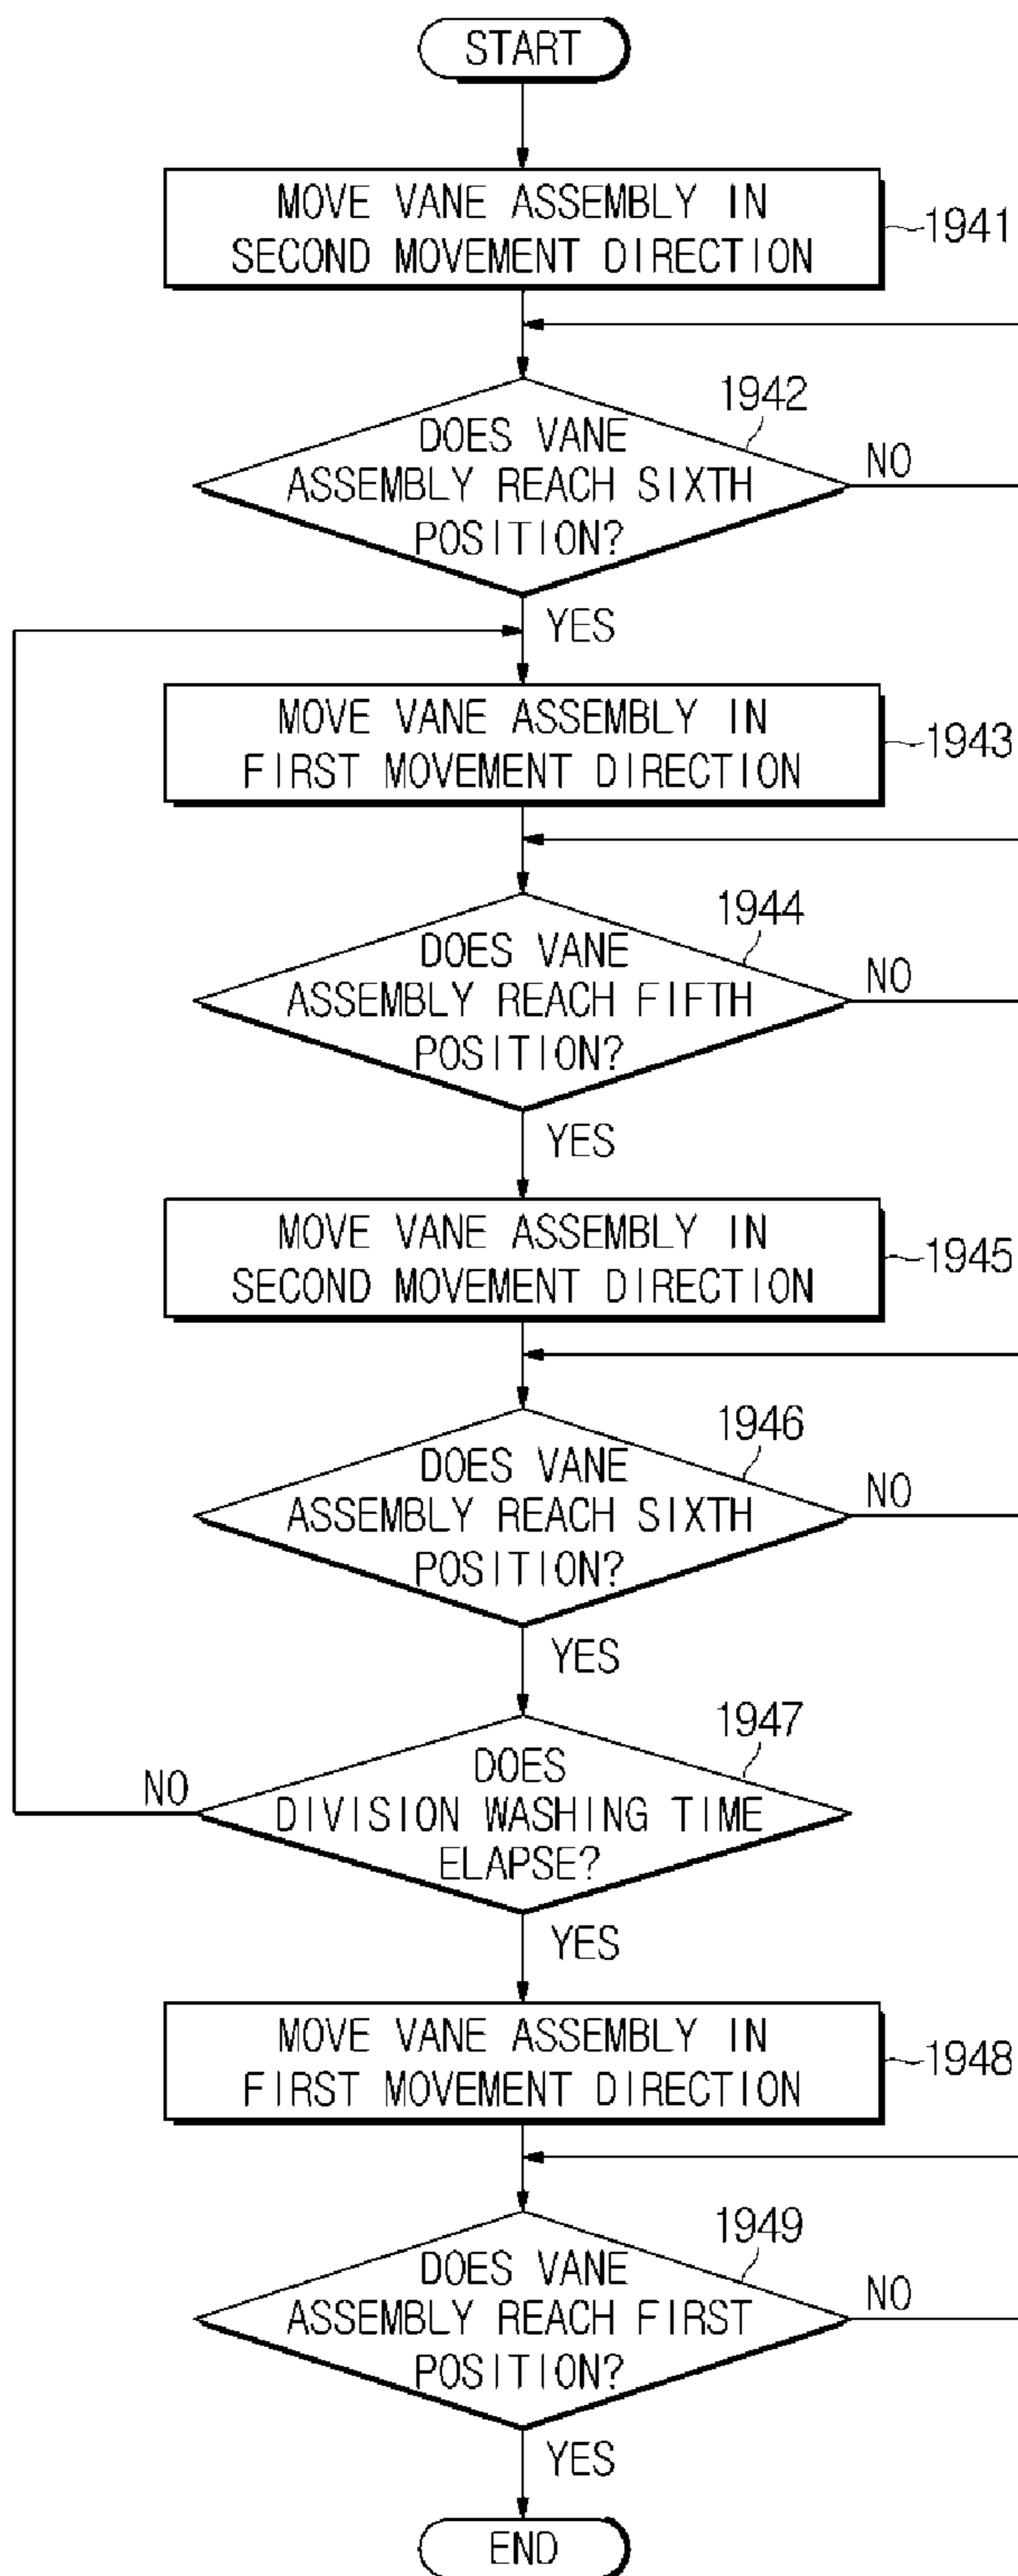 START
MOVE VANE ASSEMBLY IN
SECOND MOVEMENT DIRECTION
1941
1942
DOES VANE
ASSEMBLY REACH SIXTH
POSITION?
NO
YES
MOVE VANE ASSEMBLY IN
FIRST MOVEMENT DIRECTION
1943
1944
DOES VANE
ASSEMBLY REACH FIFTH
POSITION?
NO
YES
MOVE VANE ASSEMBLY IN
SECOND MOVEMENT DIRECTION
1945
1946
DOES VANE
ASSEMBLY REACH SIXTH
POSITION?
NO
YES
1947
DOES
DIVISION WASHING TIME
ELAPSE?
NO
YES
MOVE VANE ASSEMBLY IN
FIRST MOVEMENT DIRECTION
1948
1949
DOES VANE
ASSEMBLY REACH FIRST
POSITION?
NO
YES
END